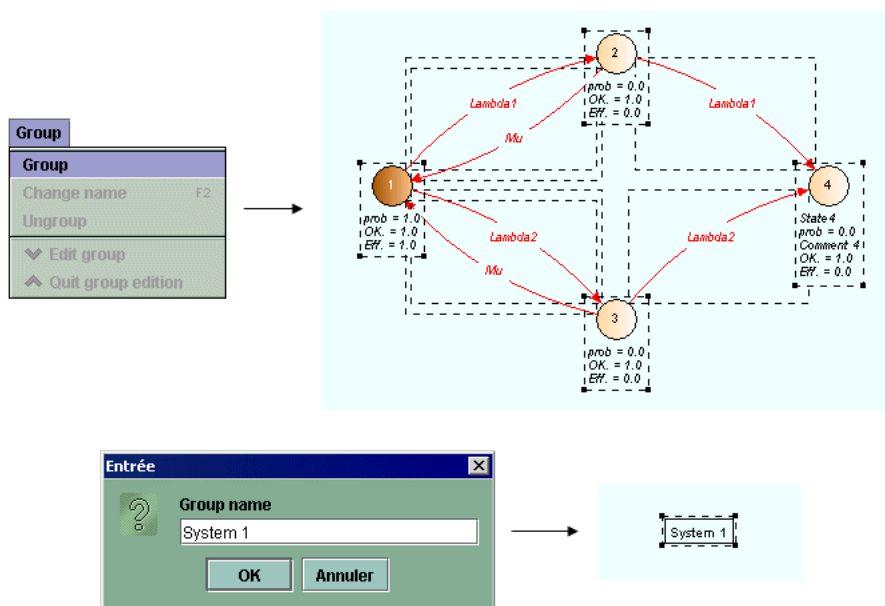 Group
Group
Change name F2
Ungroup
Edit group
Quit group edition
2
prob = 0.0
OK. = 1.0
Eff. = 0.0
Lambda1
Lambda1
Mu
1
prob = 1.0
OK. = 1.0
Eff. = 1.0
4
State4
prob = 0.0
Comment 4
OK. = 1.0
Eff. = 0.0
Lambda2
Lambda2
Mu
3
prob = 0.0
OK. = 1.0
Eff. = 0.0
Entrée
Group name
System 1
OK Annuler
System 1